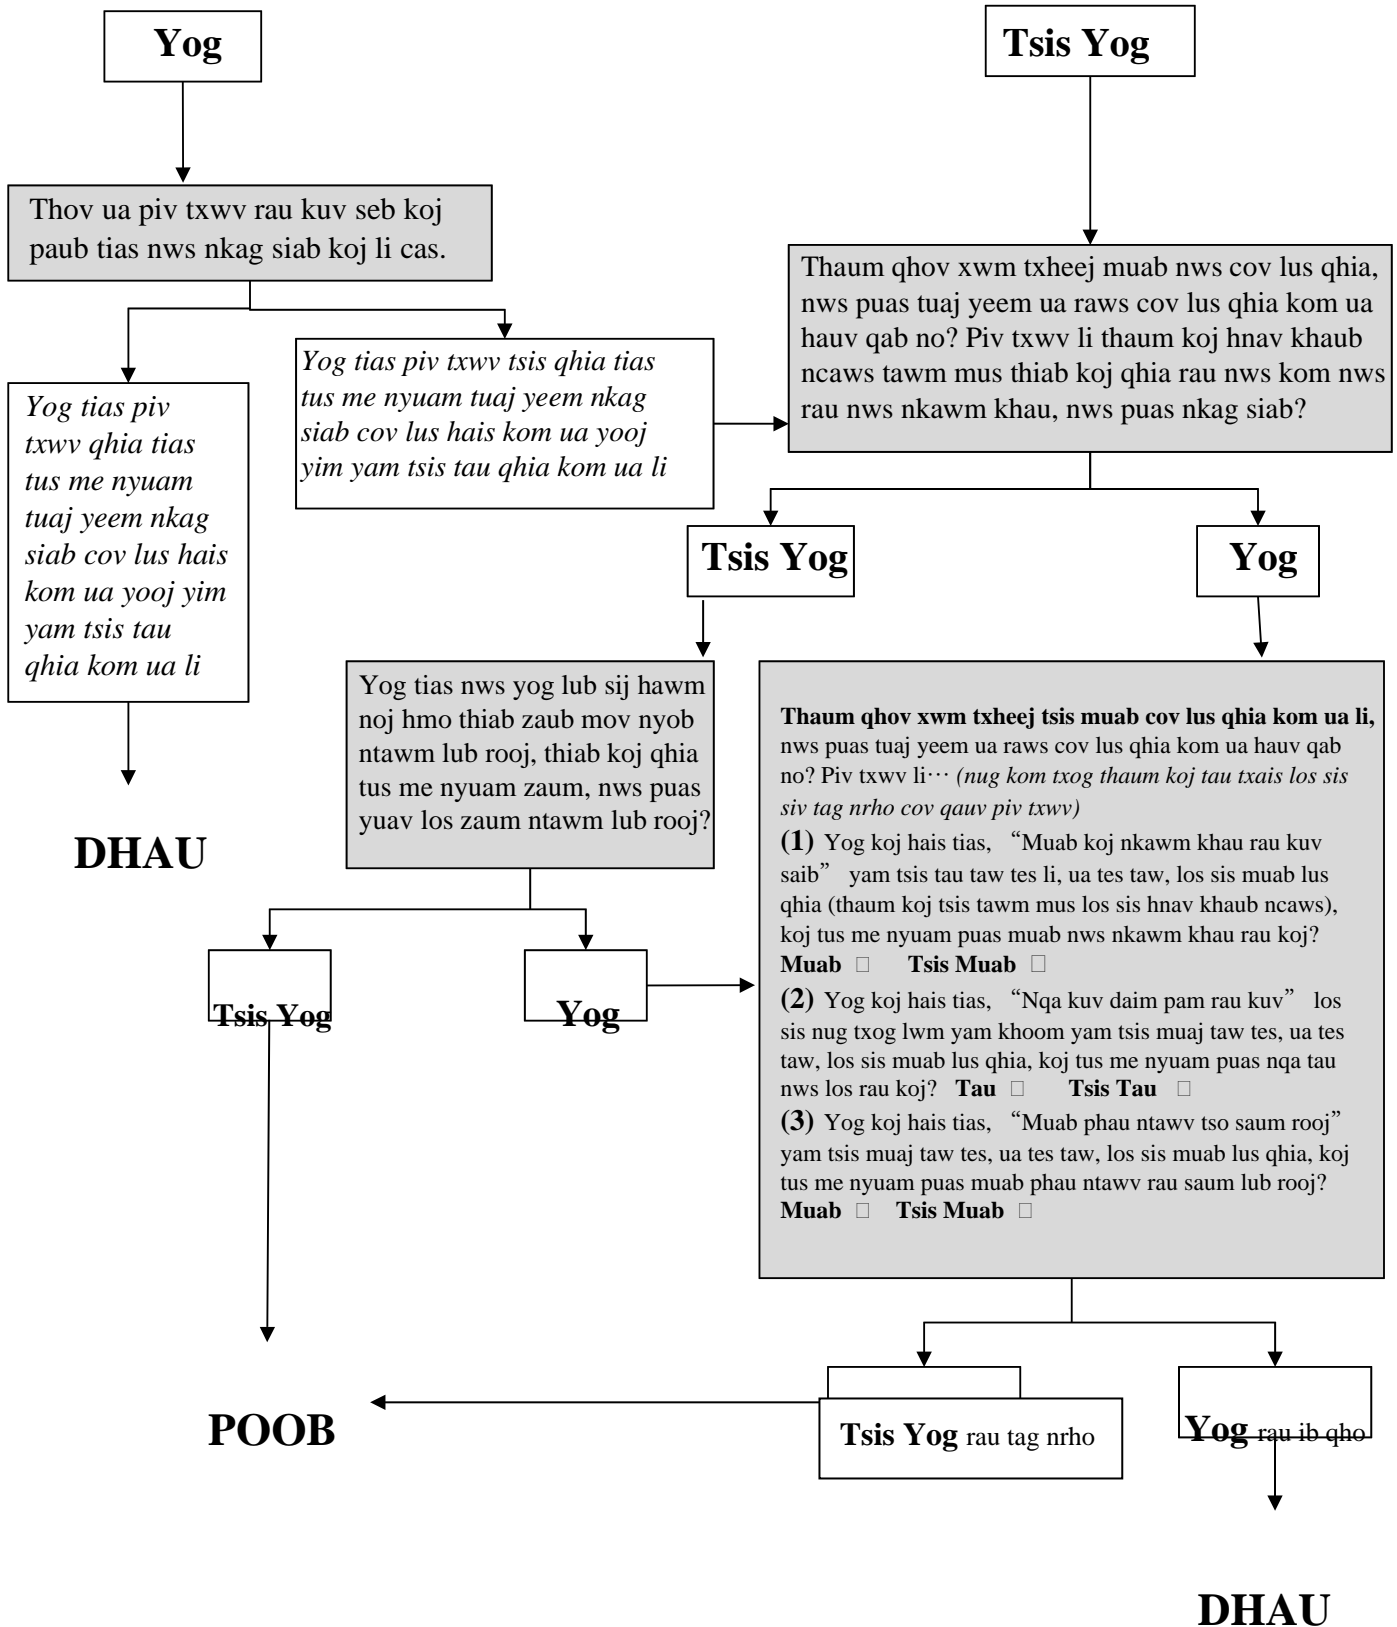 Yog
Tsis Yog
Thov ua piv txwv rau kuv seb koj
paub tias nws nkag siab koj li cas.
Thaum qhov xwm txheej muab nws cov lus qhia,
nws puas tuaj yeem ua raws cov lus qhia kom ua
hauv qab no? Piv txwv li thaum koj hnav khaub
ncaws tawm mus thiab koj qhia rau nws kom nws
rau nws nkawm khau, nws puas nkag siab?
Yog tias piv txwv tsis qhia tias
tus me nyuam tuaj yeem nkag
siab cov lus hais kom ua yooj
yim yam tsis tau qhia kom ua li
Yog tias piv
txwv qhia tias
tus me nyuam
tuaj yeem nkag
siab cov lus hais
kom ua yooj yim
yam tsis tau
qhia kom ua li
Tsis Yog
Yog
Yog tias nws yog lub sij hawm
noj hmo thiab zaub mov nyob
ntawm lub rooj, thiab koj qhia
tus me nyuam zaum, nws puas
yuav los zaum ntawm lub rooj?
Thaum qhov xwm txheej tsis muab cov lus qhia kom ua li,
nws puas tuaj yeem ua raws cov lus qhia kom ua hauv qab
no? Piv txwv li… (nug kom txog thaum koj tau txais los sis
siv tag nrho cov qauv piv txwv)
(1) Yog koj hais tias, “Muab koj nkawm khau rau kuv
saib” yam tsis tau taw tes li, ua tes taw, los sis muab lus
qhia (thaum koj tsis tawm mus los sis hnav khaub ncaws),
koj tus me nyuam puas muab nws nkawm khau rau koj?
Muab □ Tsis Muab □
(2) Yog koj hais tias, “Nqa kuv daim pam rau kuv” los
sis nug txog lwm yam khoom yam tsis muaj taw tes, ua tes
taw, los sis muab lus qhia, koj tus me nyuam puas nqa tau
nws los rau koj? Tau □ Tsis Tau □
(3) Yog koj hais tias, “Muab phau ntawv tso saum rooj”
yam tsis muaj taw tes, ua tes taw, los sis muab lus qhia, koj
tus me nyuam puas muab phau ntawv rau saum lub rooj?
Muab □ Tsis Muab □
DHAU
Tsis Yog
Yog
POOB
Tsis Yog rau tag nrho
Yog rau ib qho
DHAU